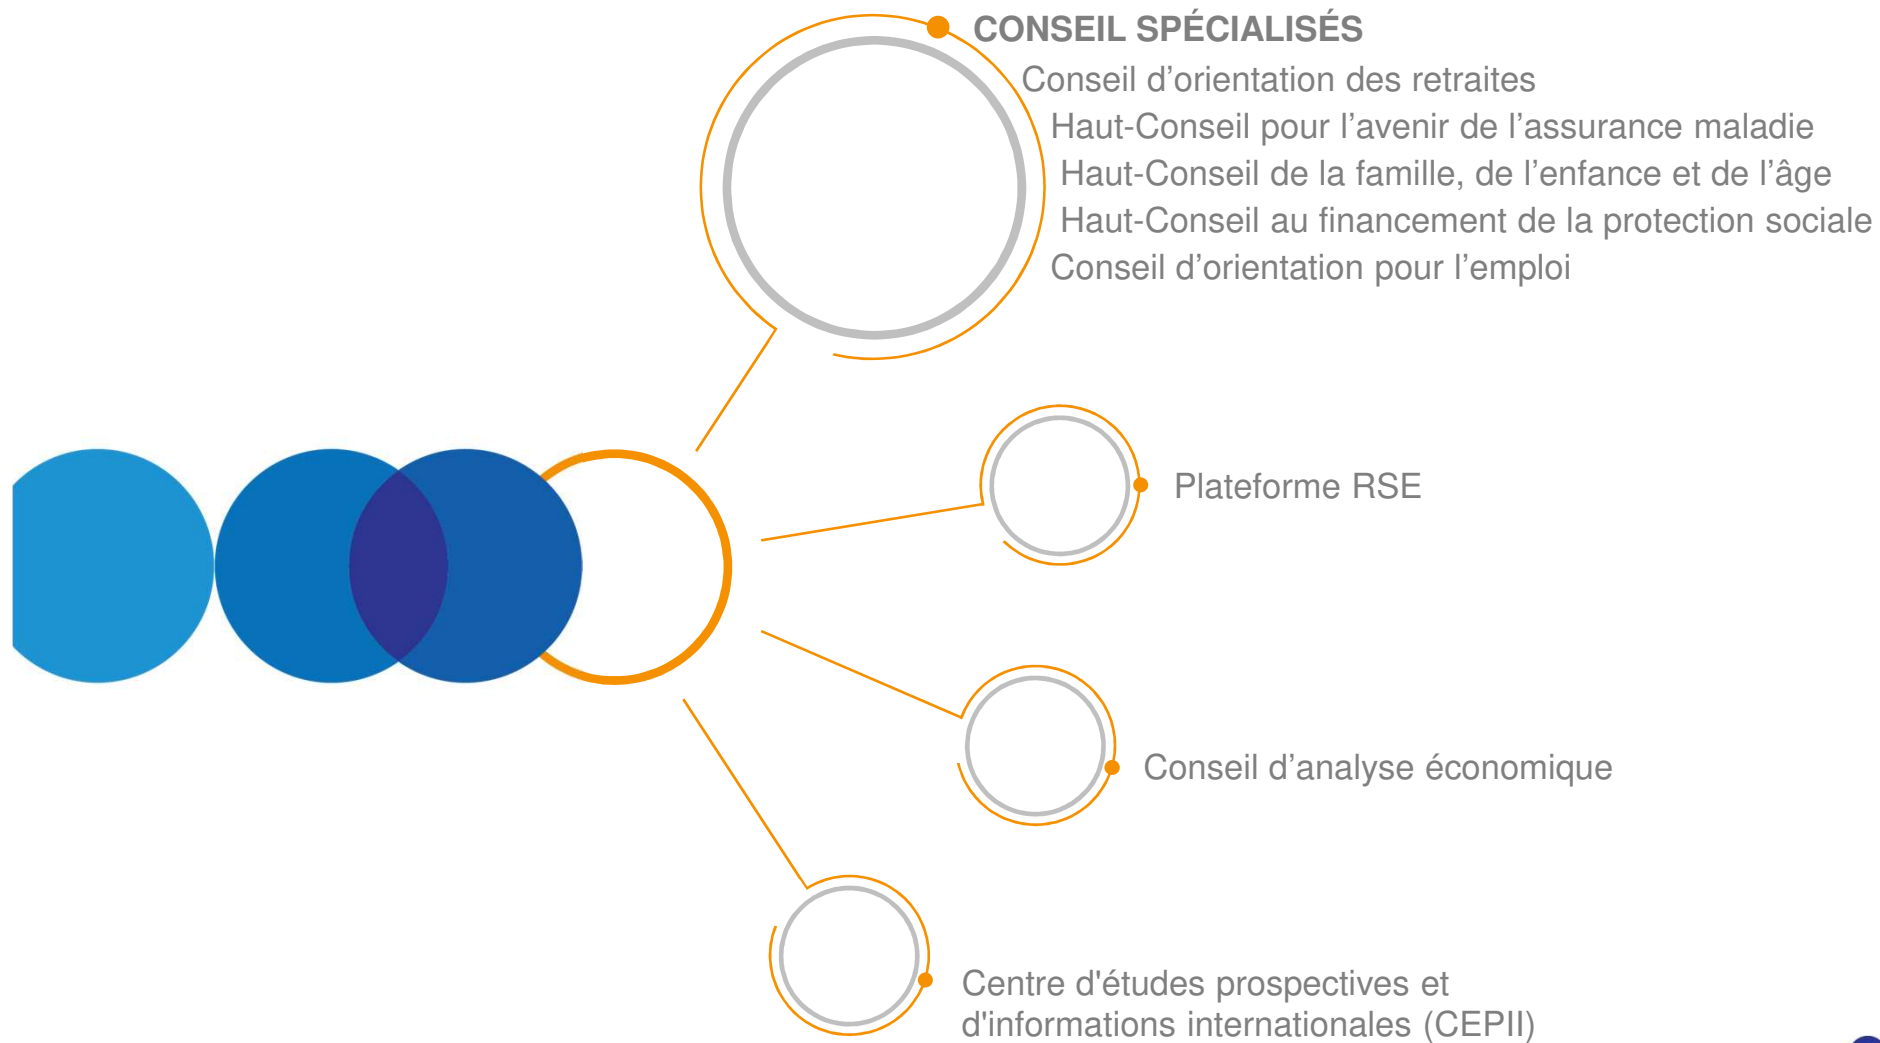 CONSEIL SPÉCIALISÉS
Conseil d’orientation des retraites
Haut-Conseil pour l’avenir de l’assurance maladie
Haut-Conseil de la famille, de l’enfance et de l’âge
Haut-Conseil au financement de la protection sociale
Conseil d’orientation pour l’emploi
Plateforme RSE
Conseil d’analyse économique
Centre d'études prospectives et
d'informations internationales (CEPII)